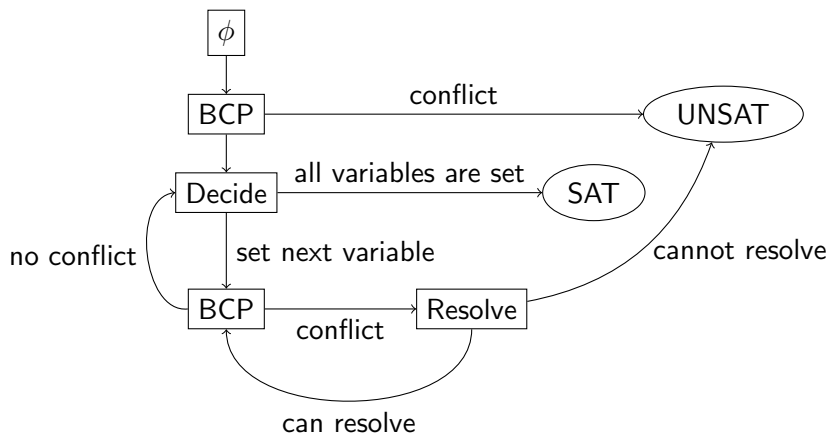 ϕ
BCP
conflict
UNSAT
Decide
all variables are set
SAT
no conflict
set next variable
cannot resolve
BCP
conflict
Resolve
can resolve